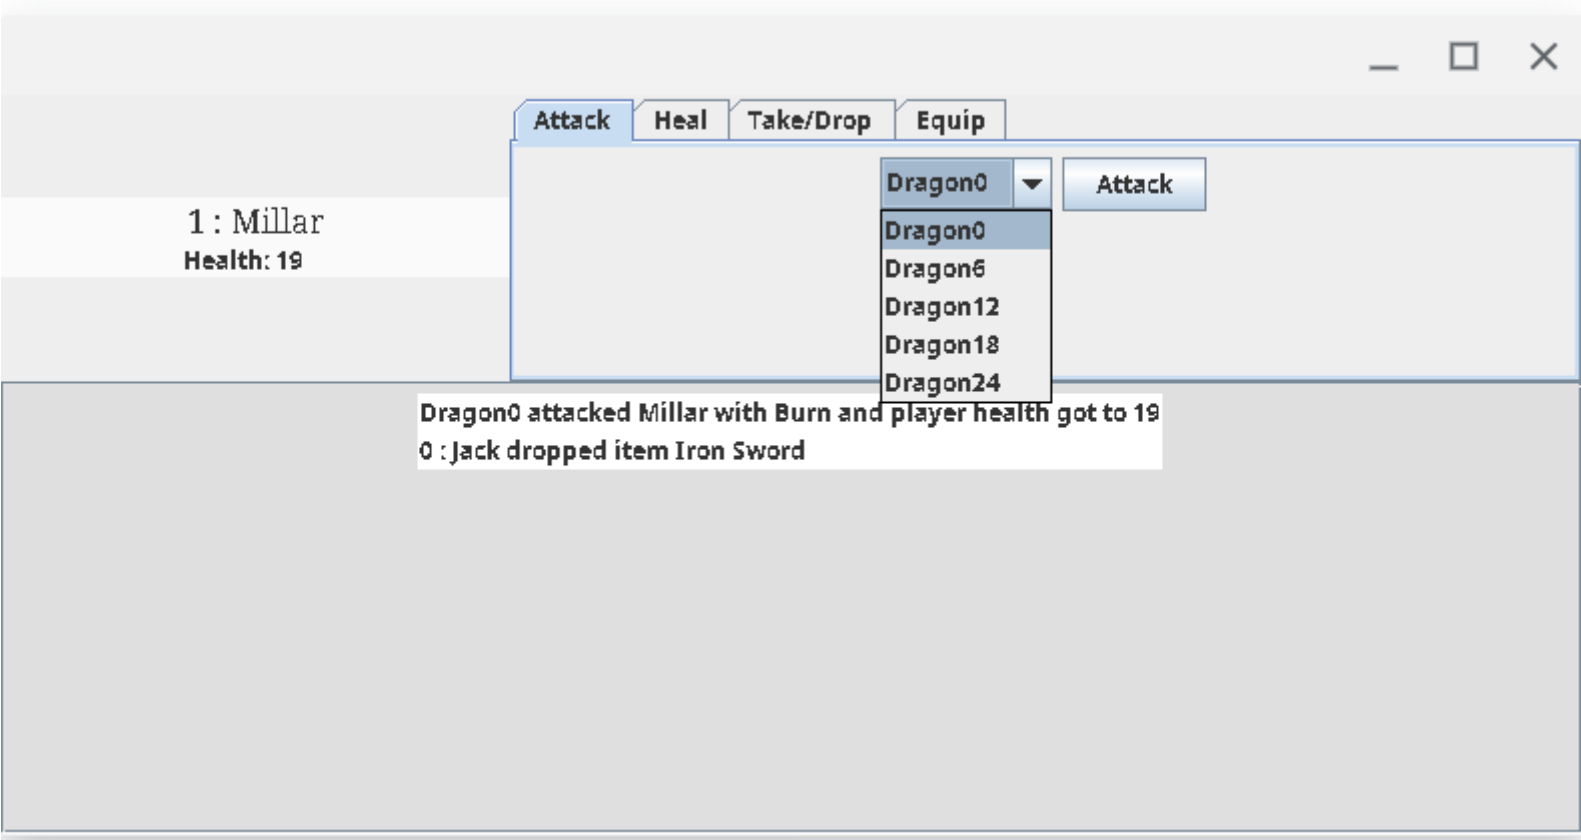 Attack Heal Take/Drop Equip
Dragon0 Attack
1 : Millar
Health: 19
Dragon0
Dragon6
Dragon12
Dragon18
Dragon24
Dragon0 attacked Millar with Burn and player health got to 19
0 : Jack dropped item Iron Sword